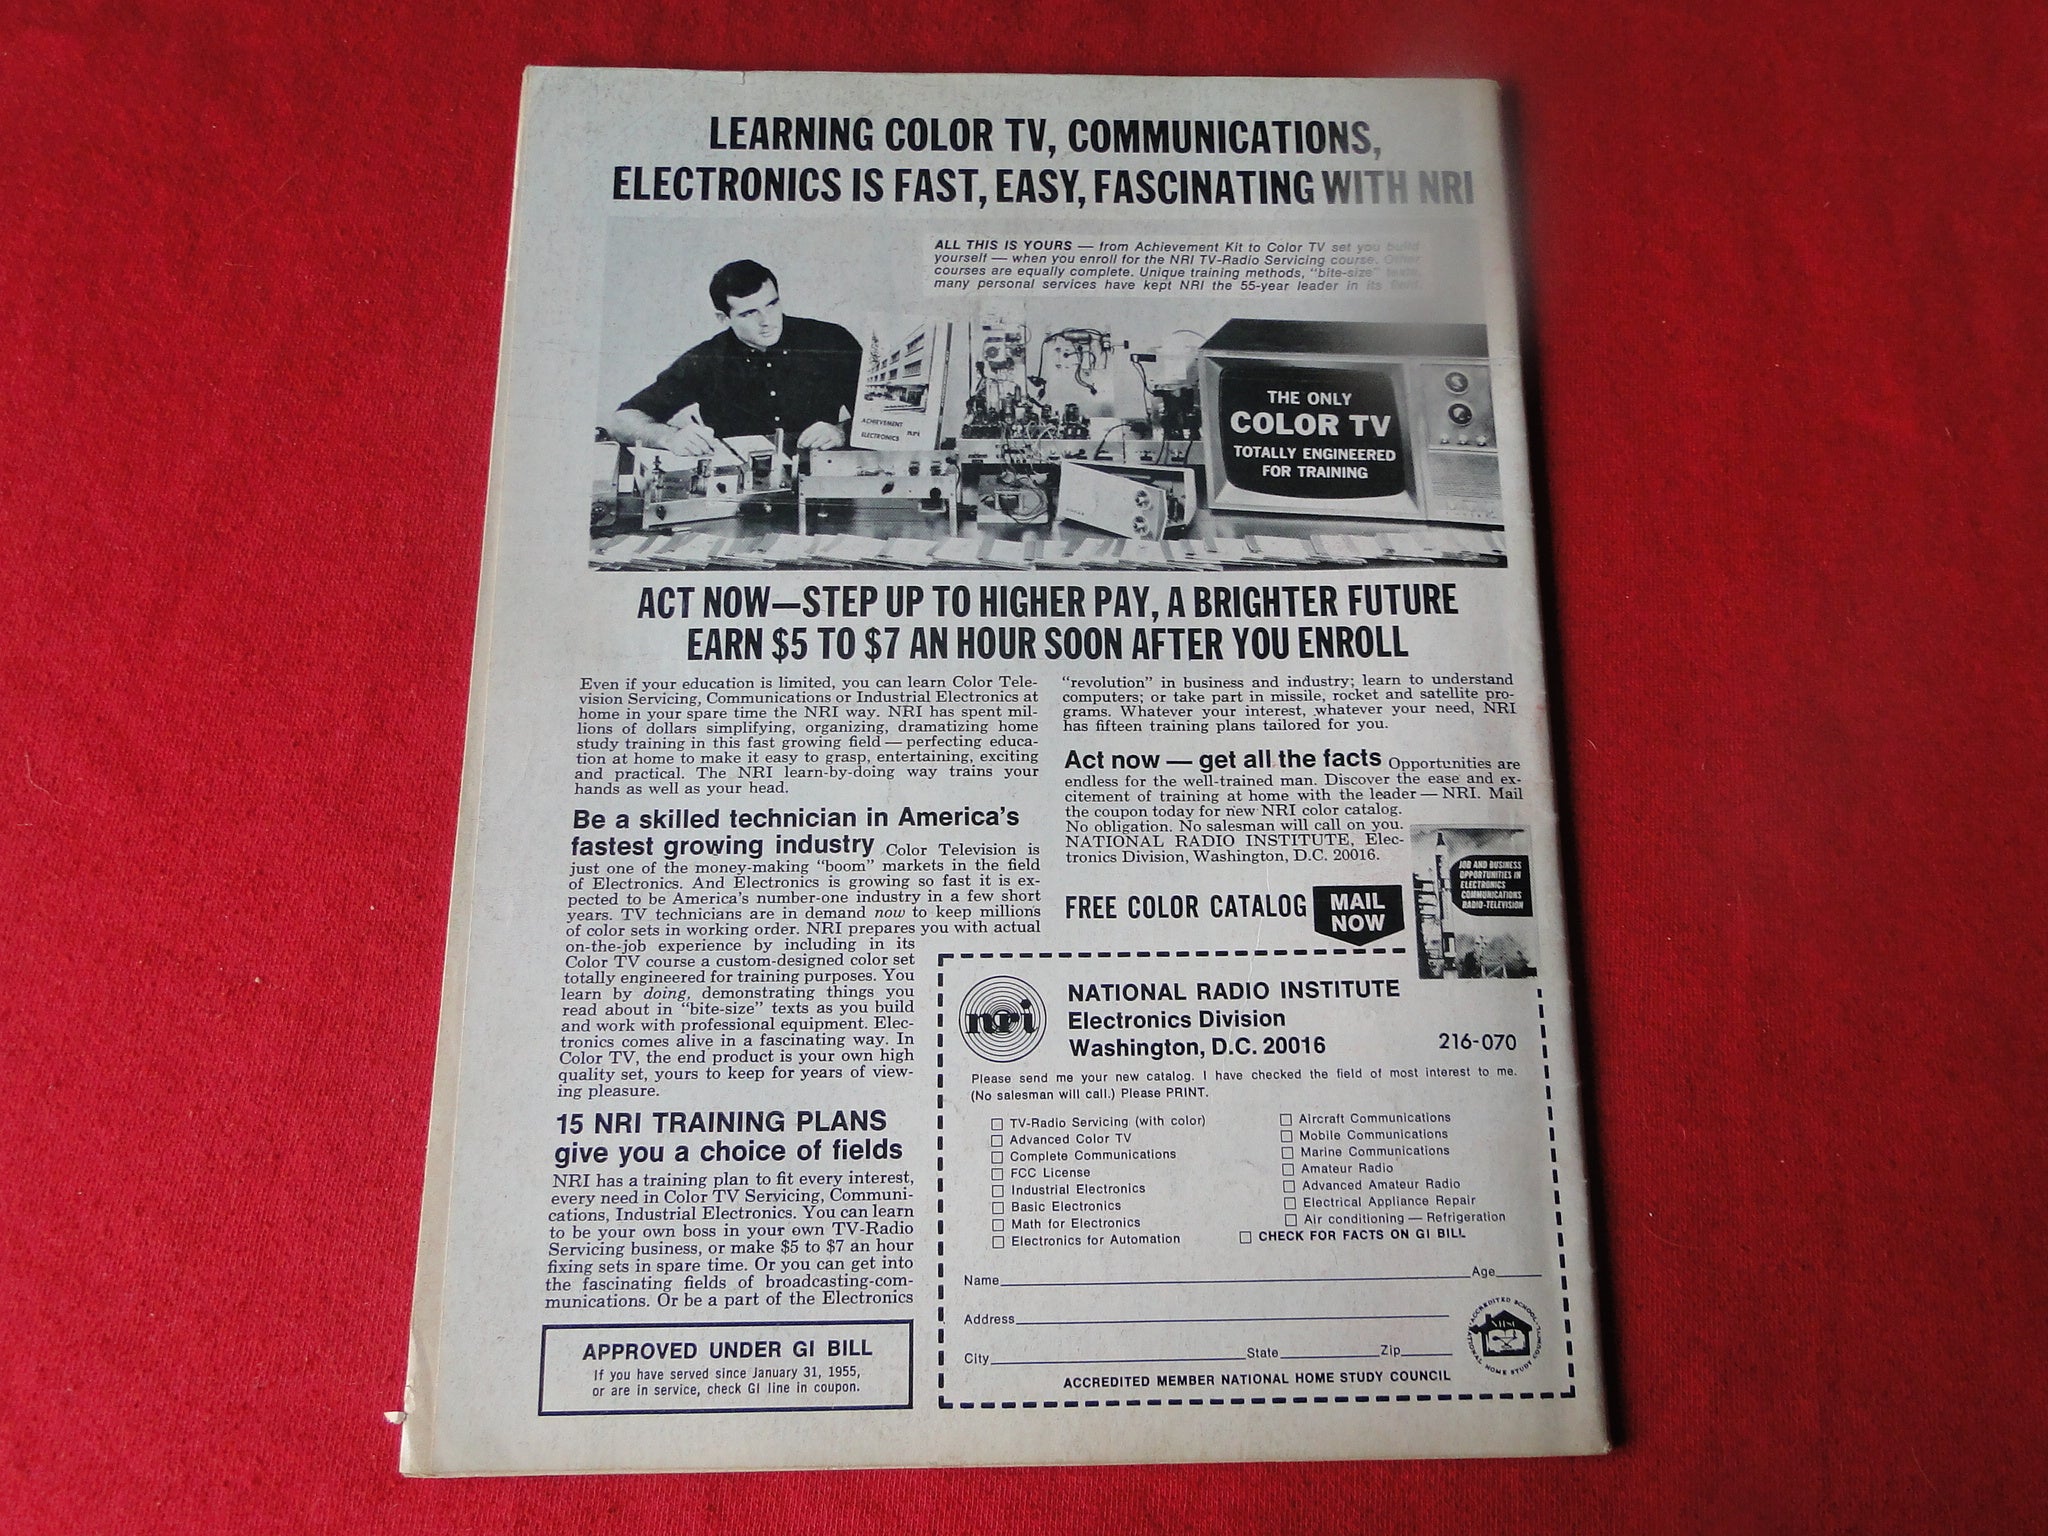 LEARNING COLOR TV, COMMUNICATIONS,
ELECTRONICS IS FAST, EASY, FASCINATING WITH NRI
ALL THIS IS YOURS — from Achievement Kit to Color TV set you build
yourself — when you enroll for the NRI TV-Radio Servicing course. Other
courses are equally complete. Unique training methods, "bite-size" texts,
many personal services have kept NRI the 55-year leader in its field.
ACHIEVEMENT
ELECTRONICS
THE ONLY
COLOR TV
TOTALLY ENGINEERED
FOR TRAINING
ACT NOW—STEP UP TO HIGHER PAY, A BRIGHTER FUTURE
EARN $5 TO $7 AN HOUR SOON AFTER YOU ENROLL
Even if your education is limited, you can learn Color Tele-
vision Servicing, Communications or Industrial Electronics at
home in your spare time the NRI way. NRI has spent mil-
lions of dollars simplifying, organizing, dramatizing home
study training in this fast growing field — perfecting educa-
tion at home to make it easy to grasp, entertaining, exciting
and practical. The NRI learn-by-doing way trains your
hands as well as your head.
Be a skilled technician in America's
fastest growing industry Color Television is
just one of the money-making "boom" markets in the field
of Electronics. And Electronics is growing so fast it is ex-
pected to be America's number-one industry in a few short
years. TV technicians are in demand now to keep millions
of color sets in working order. NRI prepares you with actual
on-the-job experience by including in its
Color TV course a custom-designed color set
totally engineered for training purposes. You
learn by doing, demonstrating things you
read about in "bite-size" texts as you build
and work with professional equipment. Elec-
tronics comes alive in a fascinating way. In
Color TV, the end product is your own high
quality set, yours to keep for years of view-
ing pleasure.
15 NRI TRAINING PLANS
give you a choice of fields
NRI has a training plan to fit every interest,
every need in Color TV Servicing, Communi-
cations, Industrial Electronics. You can learn
to be your own boss in your own TV-Radio
Servicing business, or make $5 to $7 an hour
fixing sets in spare time. Or you can get into
the fascinating fields of broadcasting-com-
munications. Or be a part of the Electronics
APPROVED UNDER GI BILL
If you have served since January 31, 1955,
or are in service, check GI line in coupon.
"revolution" in business and industry; learn to understand
computers; or take part in missile, rocket and satellite pro-
grams. Whatever your interest, whatever your need, NRI
has fifteen training plans tailored for you.
Act now — get all the facts Opportunities are
endless for the well-trained man. Discover the ease and ex-
citement of training at home with the leader — NRI. Mail
the coupon today for new NRI color catalog.
No obligation. No salesman will call on you.
NATIONAL RADIO INSTITUTE, Elec-
tronics Division, Washington, D.C. 20016.
JOB AND BUSINESS
OPPORTUNITIES IN
ELECTRONICS
COMMUNICATIONS
RADIO-TELEVISION
FREE COLOR CATALOG
MAIL
NOW
nri
NATIONAL RADIO INSTITUTE
Electronics Division
Washington, D.C. 20016
216-070
Please send me your new catalog. I have checked the field of most interest to me.
(No salesman will call.) Please PRINT.
TV-Radio Servicing (with color)
Advanced Color TV
Complete Communications
FCC License
Industrial Electronics
Basic Electronics
Math for Electronics
Electronics for Automation
Aircraft Communications
Mobile Communications
Marine Communications
Amateur Radio
Advanced Amateur Radio
Electrical Appliance Repair
Air conditioning — Refrigeration
CHECK FOR FACTS ON GI BILL
Name Age
Address
City State Zip
ACCREDITED SCHOOL
NATIONAL HOME STUDY COUNCIL
NHSC
ACCREDITED MEMBER NATIONAL HOME STUDY COUNCIL